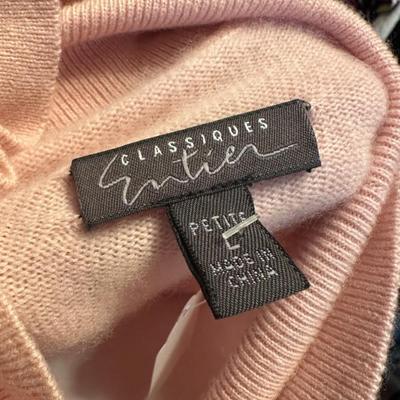 CLASSIQUES
Entier
PETITE
L
MADE IN
CHINA